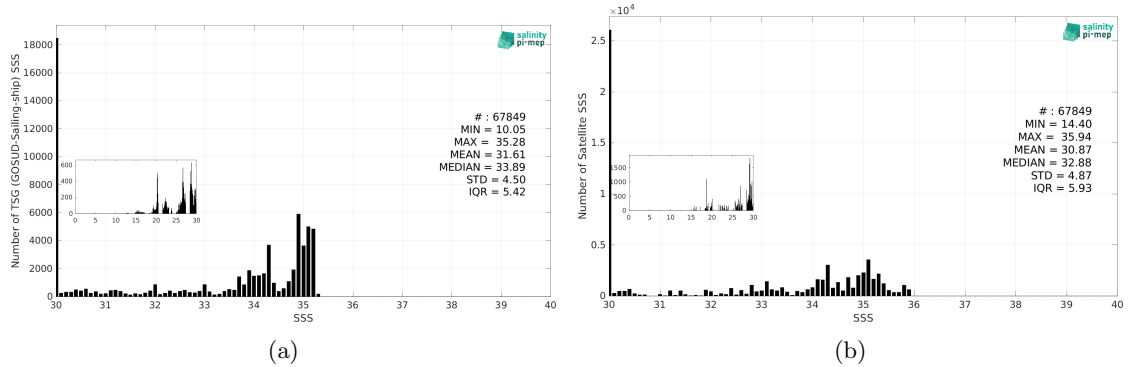 salinity
pi-mep
Number of TSG (GOSUD-Sailing-ship) SSS
18000
16000
14000
12000
10000
8000
6000
4000
2000
0
# : 67849
MIN = 10.05
MAX = 35.28
MEAN = 31.61
MEDIAN = 33.89
STD = 4.50
IQR = 5.42
600
400
200
0
0 5 10 15 20 25 30
30 31 32 33 34 35 36 37 38 39 40
SSS
(a)
×10⁴
salinity
pi-mep
Number of Satellite SSS
2.5
2
1.5
1
0.5
0
# : 67849
MIN = 14.40
MAX = 35.94
MEAN = 30.87
MEDIAN = 32.88
STD = 4.87
IQR = 5.93
1500
1000
500
0
0 5 10 15 20 25 30
30 31 32 33 34 35 36 37 38 39 40
SSS
(b)